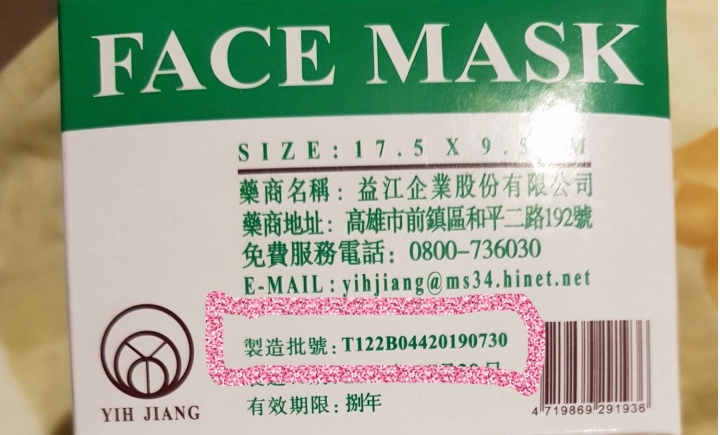 FACE MASK
SIZE: 17.5 X 9.5 M
藥商名稱: 益江企業股份有限公司
藥商地址: 高雄市前鎮區和平二路192號
免費服務電話: 0800-736030
E-MAIL: yihjiang@ms34.hinet.net
製造批號: T122B04420190730
有效期限: 捌年
YIH JIANG
4 719869 291936